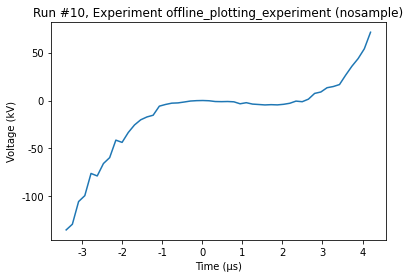 Run #10, Experiment offline_plotting_experiment (nosample)
Voltage (kV)
50
0
-50
-100
-3 -2 -1 0 1 2 3 4
Time (μs)